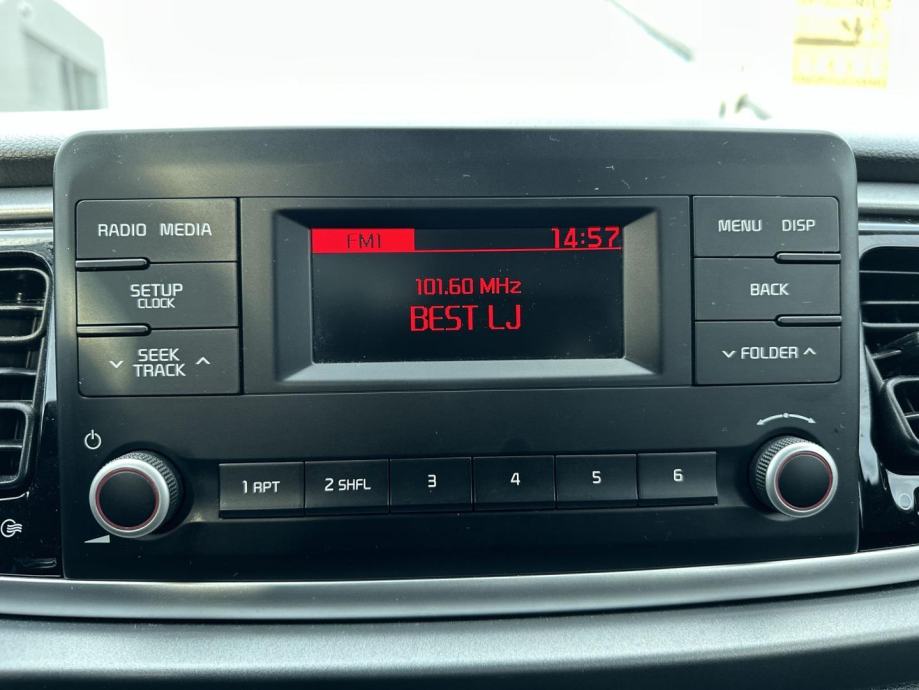 RADIO MEDIA
SETUP
CLOCK
SEEK
TRACK
FM1 14:57
101.60 MHz
BEST LJ
MENU DISP
BACK
FOLDER
1 RPT 2 SHFL 3 4 5 6